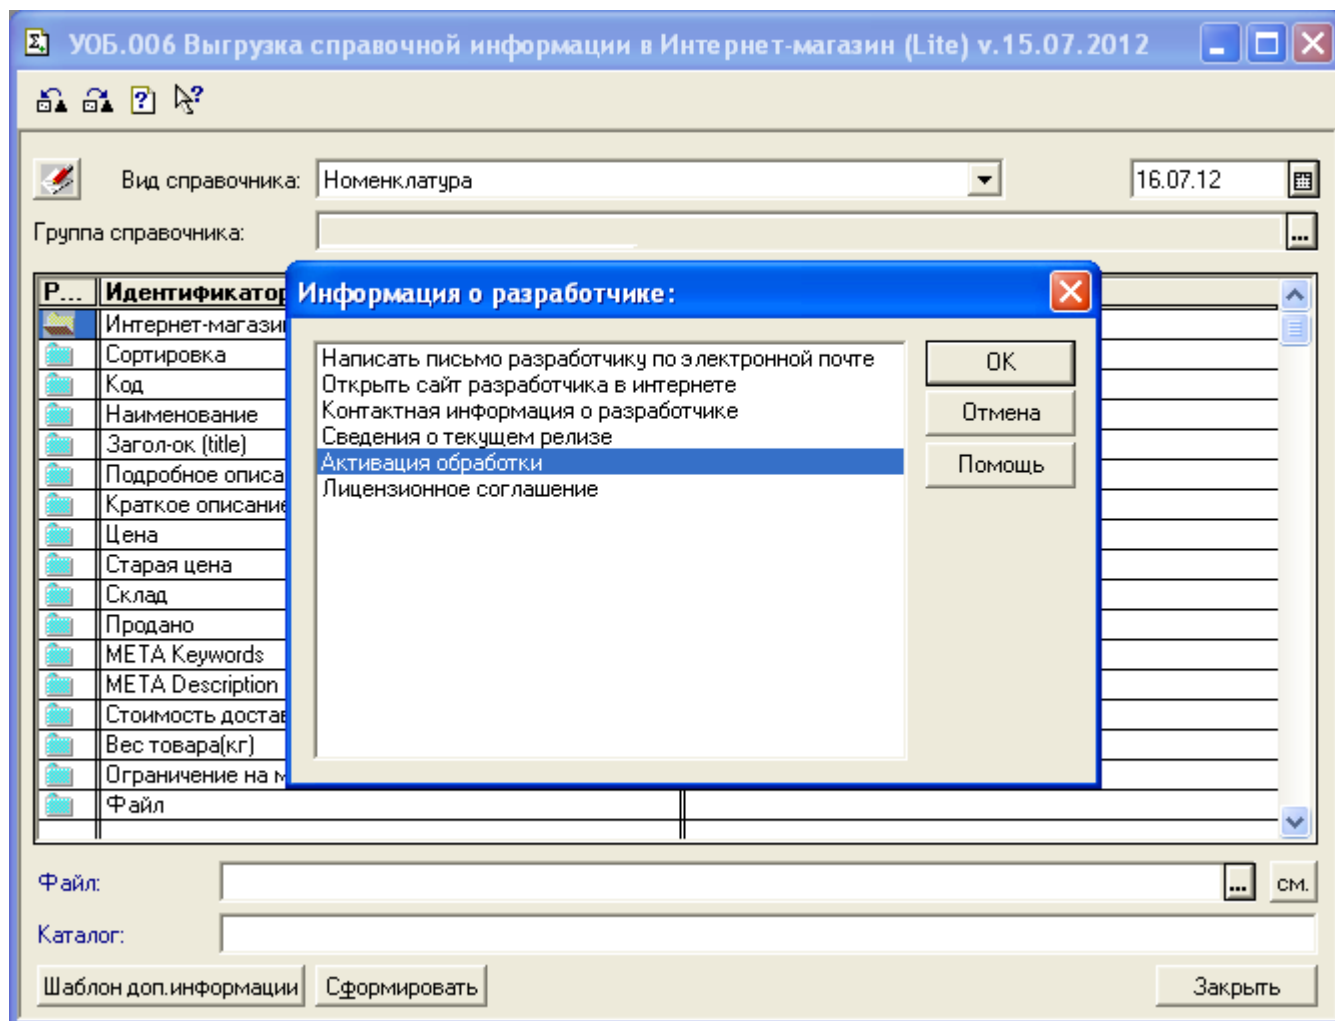 УОБ.006 Выгрузка справочной информации в Интернет-магазин (Lite) v.15.07.2012
Вид справочника: Номенклатура 16.07.12
Группа справочника: ...
Р... Идентификатор
Информация о разработчике:
Интернет-магази
Сортировка
Код
Наименование
Загол-ок (title)
Подробное описа
Краткое описание
Цена
Старая цена
Склад
Продано
META Keywords
META Description
Стоимость достав
Вес товара(кг)
Ограничение на м
Файл
Написать письмо разработчику по электронной почте
Открыть сайт разработчика в интернете
Контактная информация о разработчике
Сведения о текущем релизе
Активация обработки
Лицензионное соглашение
OK
Отмена
Помощь
Файл: ... см.
Каталог:
Шаблон доп.информации Сформировать Закрыть